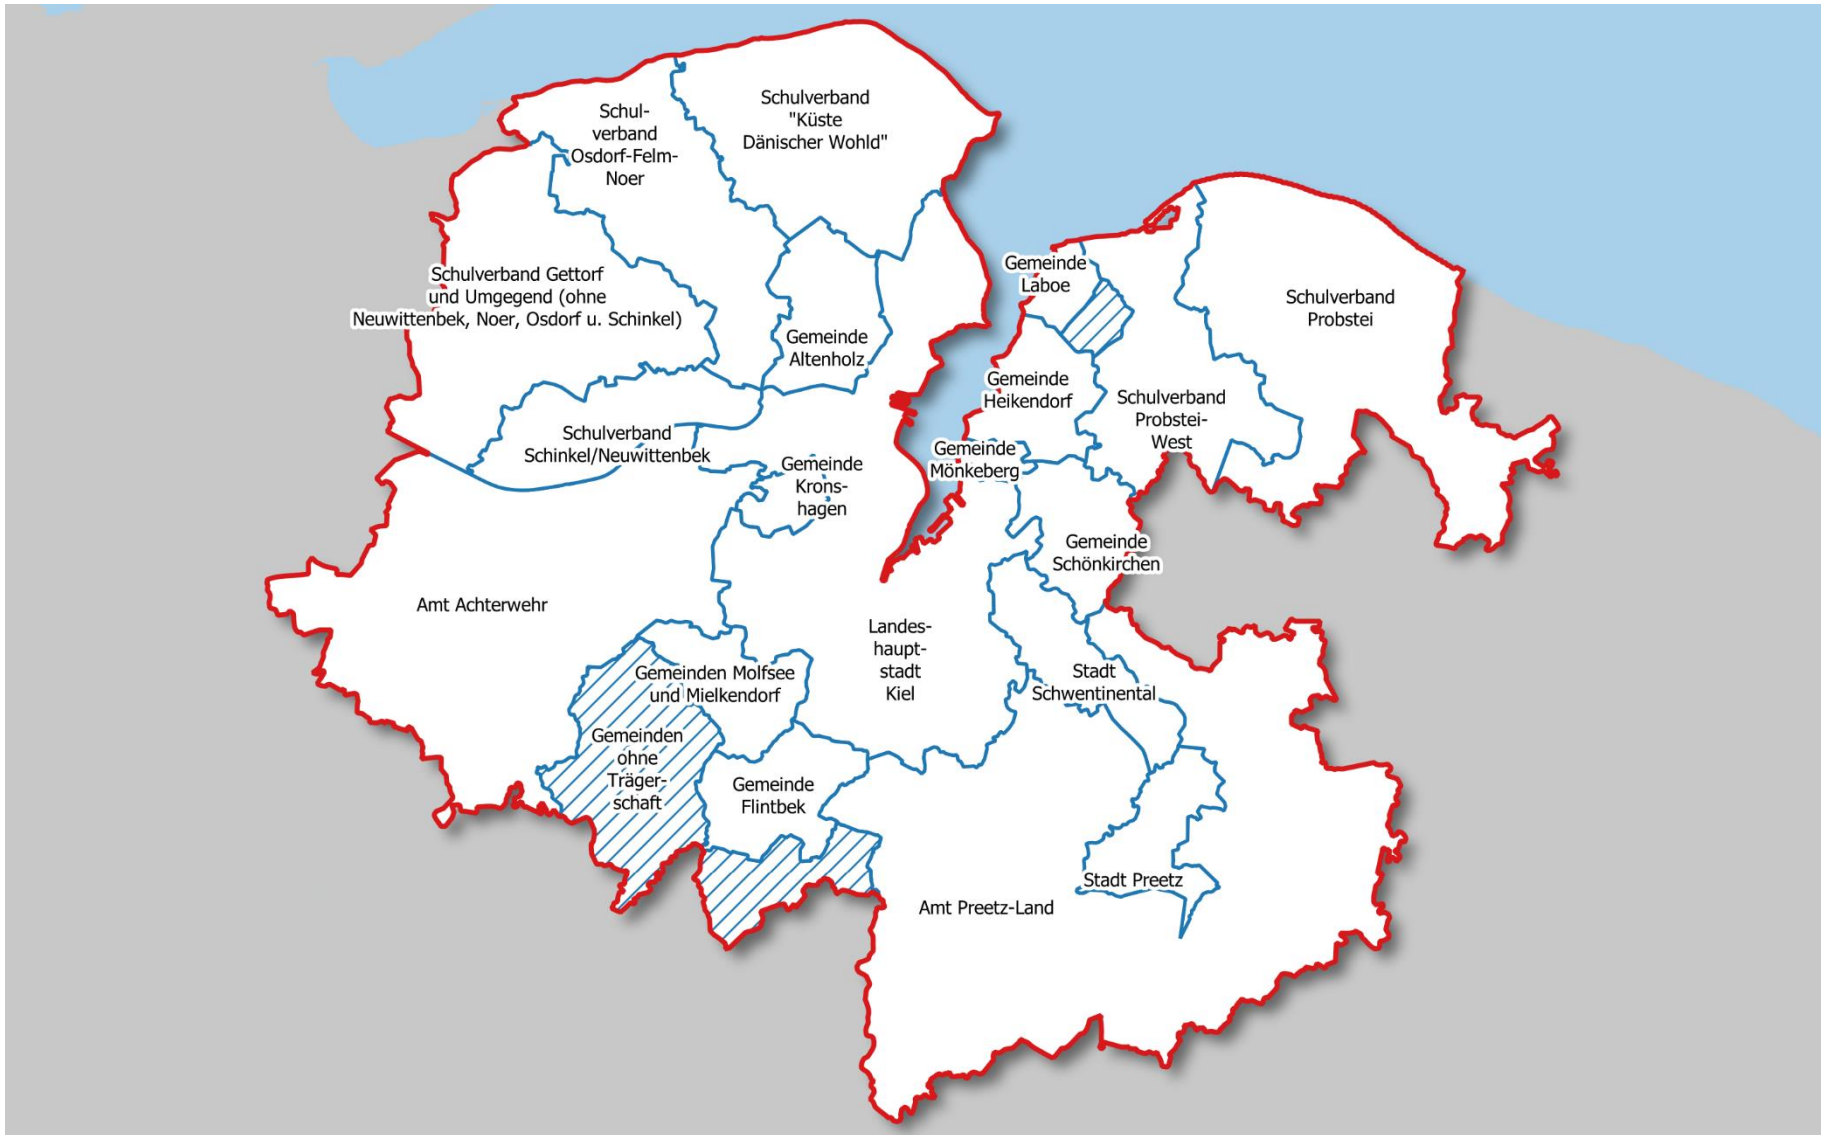 Schulverband
"Küste
Dänischer Wohld"
Schul-
verband
Osdorf-Felm-
Noer
Schulverband Gettorf
und Umgegend (ohne
Neuwittenbek, Noer, Osdorf u. Schinkel)
Gemeinde
Altenholz
Gemeinde
Laboe
Schulverband
Probstei
Gemeinde
Heikendorf
Schulverband
Probstei-
West
Schulverband
Schinkel/Neuwittenbek
Gemeinde
Mönkeberg
Gemeinde
Krons-
hagen
Gemeinde
Schönkirchen
Amt Achterwehr
Landes-
haupt-
stadt
Kiel
Gemeinden Molfsee
und Mielkendorf
Stadt
Schwentinental
Gemeinden
ohne
Träger-
schaft
Gemeinde
Flintbek
Stadt Preetz
Amt Preetz-Land